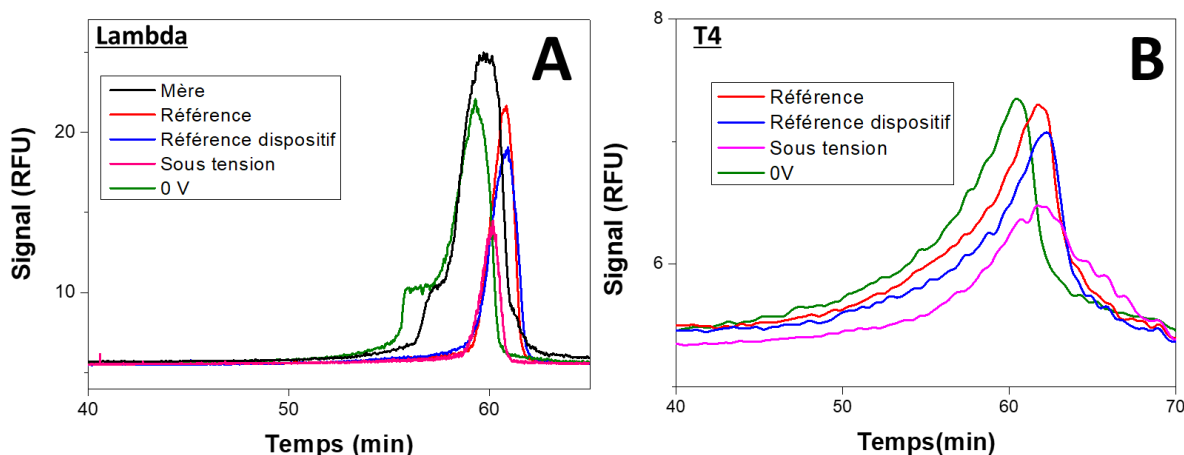 Lambda
A
Mère
Référence
Référence dispositif
Sous tension
0 V
20
10
Signal (RFU)
40
50
60
Temps (min)
T4
B
Référence
Référence dispositif
Sous tension
0V
8
6
Signal (RFU)
40
50
60
70
Temps(min)